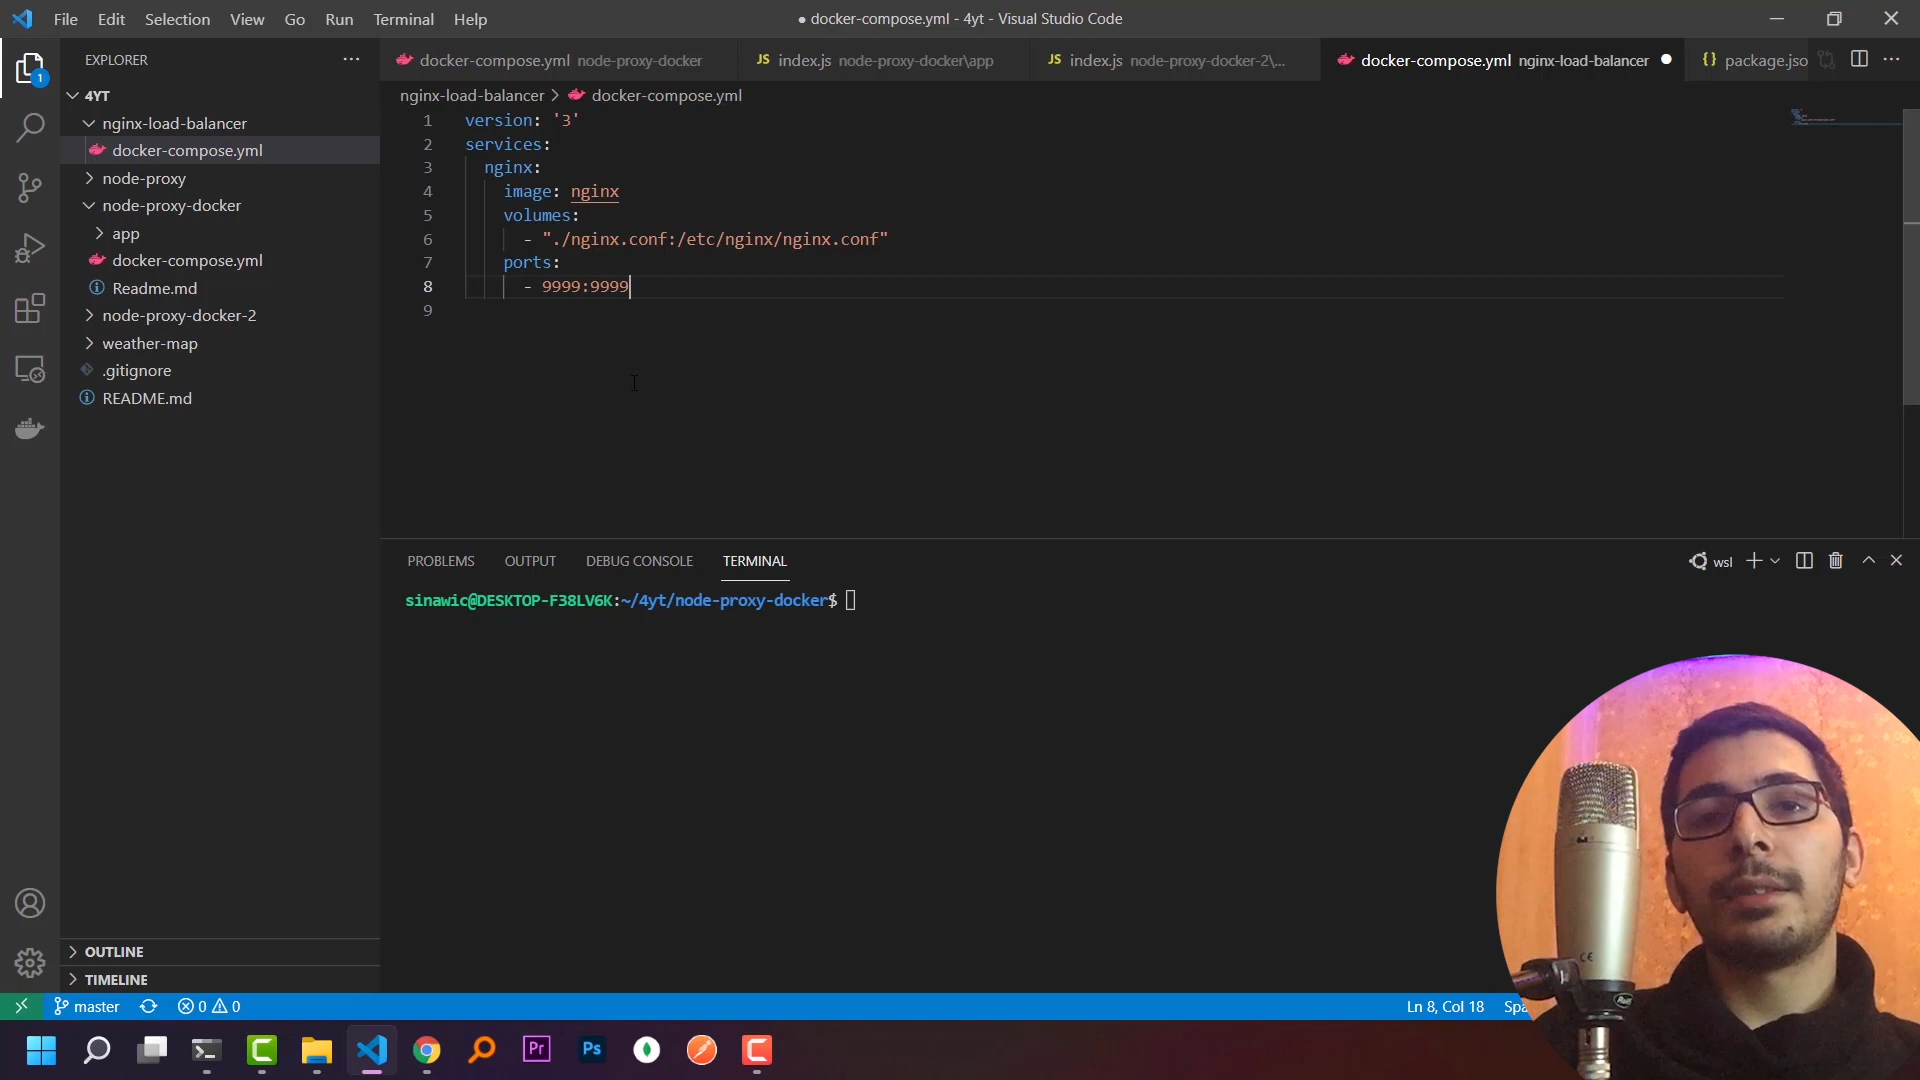 File Edit Selection View Go Run Terminal Help
● docker-compose.yml - 4yt - Visual Studio Code
EXPLORER
1
4YT
nginx-load-balancer
docker-compose.yml
node-proxy
node-proxy-docker
app
docker-compose.yml
Readme.md
node-proxy-docker-2
weather-map
.gitignore
README.md
OUTLINE
TIMELINE
docker-compose.yml node-proxy-docker
JS index.js node-proxy-docker\app
JS index.js node-proxy-docker-2\...
docker-compose.yml nginx-load-balancer
{} package.jso
nginx-load-balancer > docker-compose.yml
1 version: '3'
2 services:
3 nginx:
4 image: nginx
5 volumes:
6 - "./nginx.conf:/etc/nginx/nginx.conf"
7 ports:
8 - 9999:9999
9
PROBLEMS OUTPUT DEBUG CONSOLE TERMINAL
wsl
sinawic@DESKTOP-F38LV6K:~/4yt/node-proxy-docker$
master 0 0
Ln 8, Col 18 Spa
Pr Ps